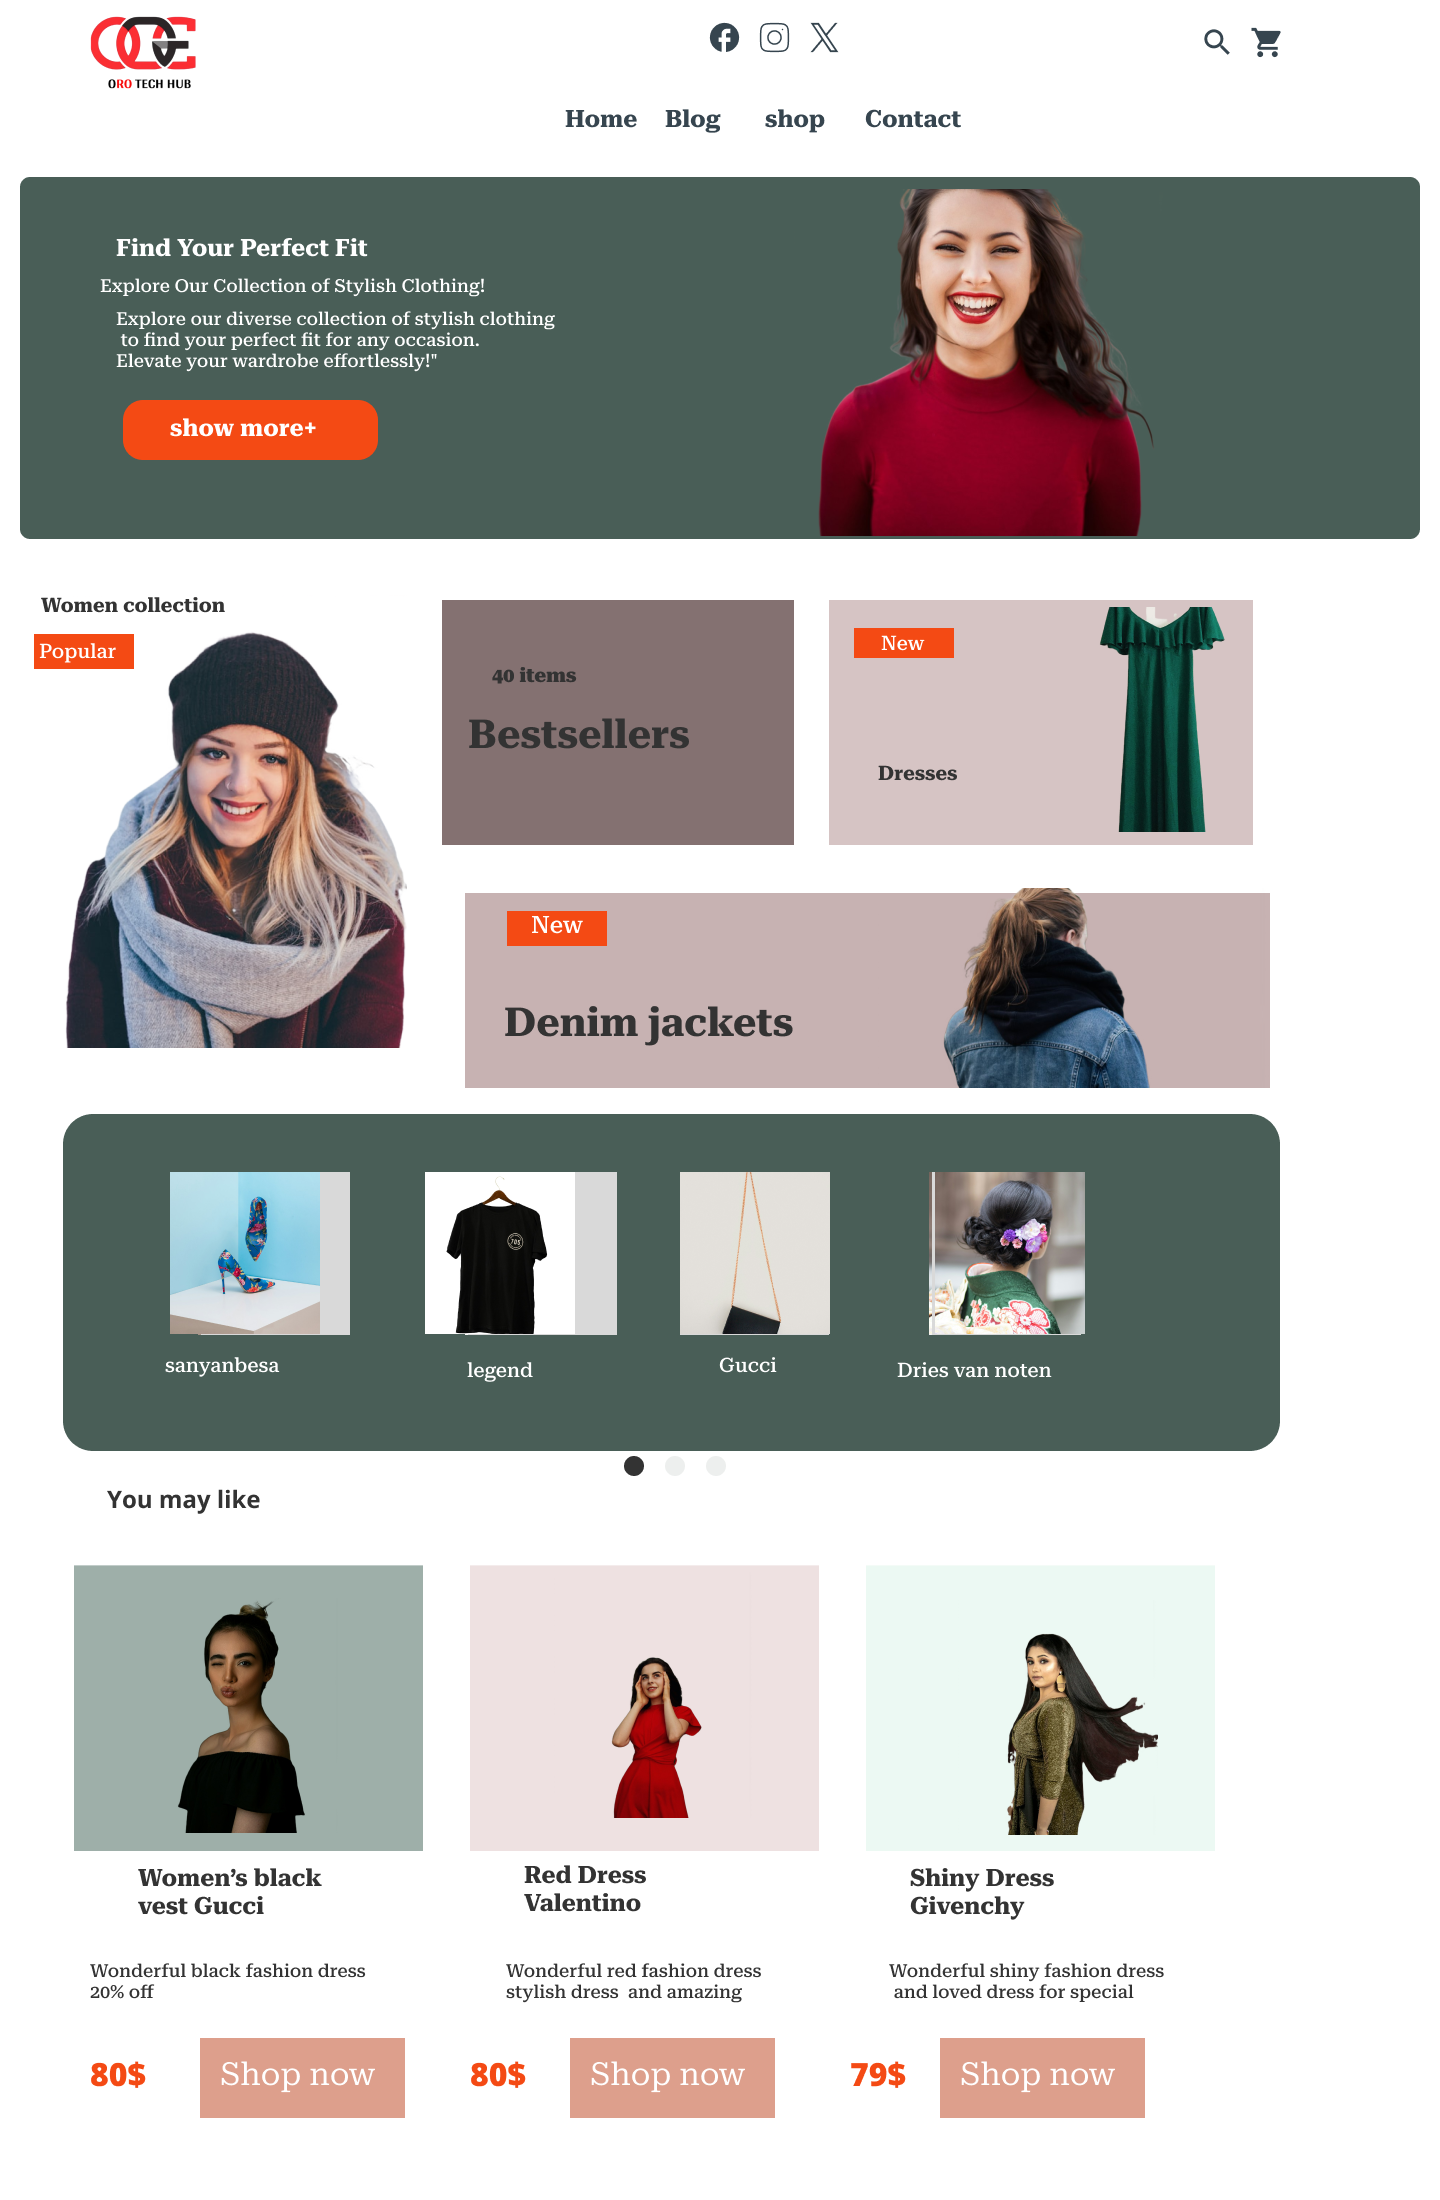 ORO TECH HUB
Home Blog shop Contact
Find Your Perfect Fit
Explore Our Collection of Stylish Clothing!
Explore our diverse collection of stylish clothing
to find your perfect fit for any occasion.
Elevate your wardrobe effortlessly!"
show more+
Women collection
Popular
40 items
Bestsellers
New
Dresses
New
Denim jackets
sanyanbesa
legend
Gucci
Dries van noten
You may like
Women’s black
vest Gucci
Wonderful black fashion dress
20% off
80$
Shop now
Red Dress
Valentino
Wonderful red fashion dress
stylish dress  and amazing
80$
Shop now
Shiny Dress
Givenchy
Wonderful shiny fashion dress
and loved dress for special
79$
Shop now